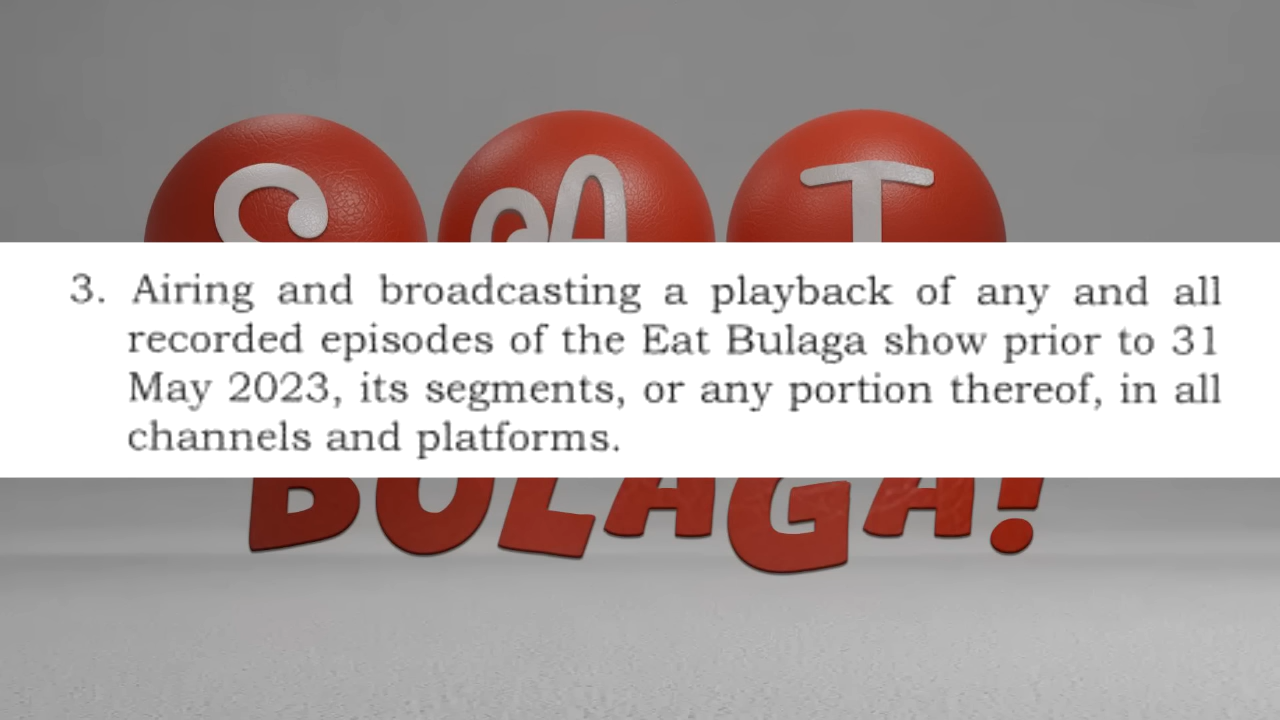 EAT
3. Airing and broadcasting a playback of any and all
recorded episodes of the Eat Bulaga show prior to 31
May 2023, its segments, or any portion thereof, in all
channels and platforms.
BULAGA!